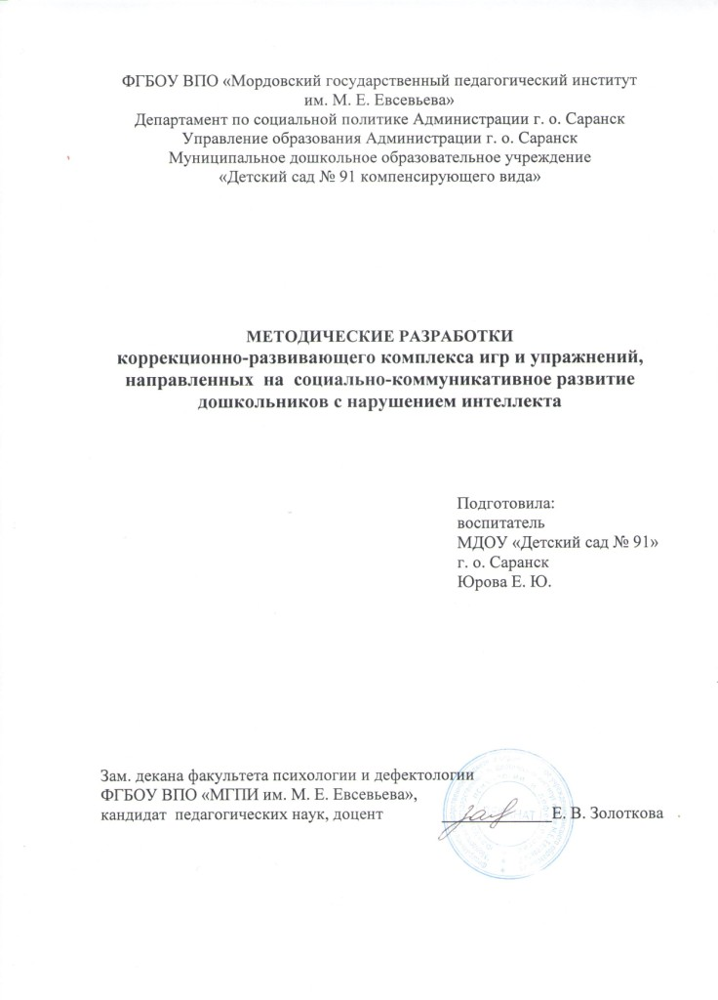 ФГБОУ ВПО «Мордовский государственный педагогический институт
им. М. Е. Евсевьева»
Департамент по социальной политике Администрации г. о. Саранск
Управление образования Администрации г. о. Саранск
Муниципальное дошкольное образовательное учреждение
«Детский сад № 91 компенсирующего вида»
МЕТОДИЧЕСКИЕ РАЗРАБОТКИ
коррекционно-развивающего комплекса игр и упражнений,
направленных на социально-коммуникативное развитие
дошкольников с нарушением интеллекта
Подготовила:
воспитатель
МДОУ «Детский сад № 91»
г. о. Саранск
Юрова Е. Ю.
Зам. декана факультета психологии и дефектологии
ФГБОУ ВПО «МГПИ им. М. Е. Евсевьева»,
кандидат педагогических наук, доцент Е. В. Золоткова